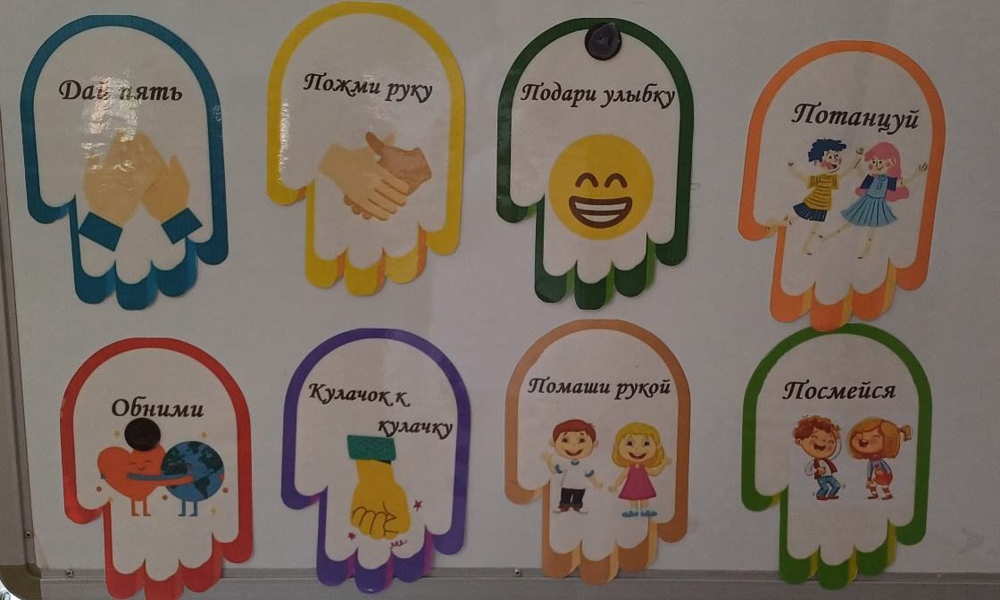 Дай пять
Пожми руку
Подари улыбку
Потанцуй
Обними
Кулачок к
кулачку
Помаши рукой
Посмейся